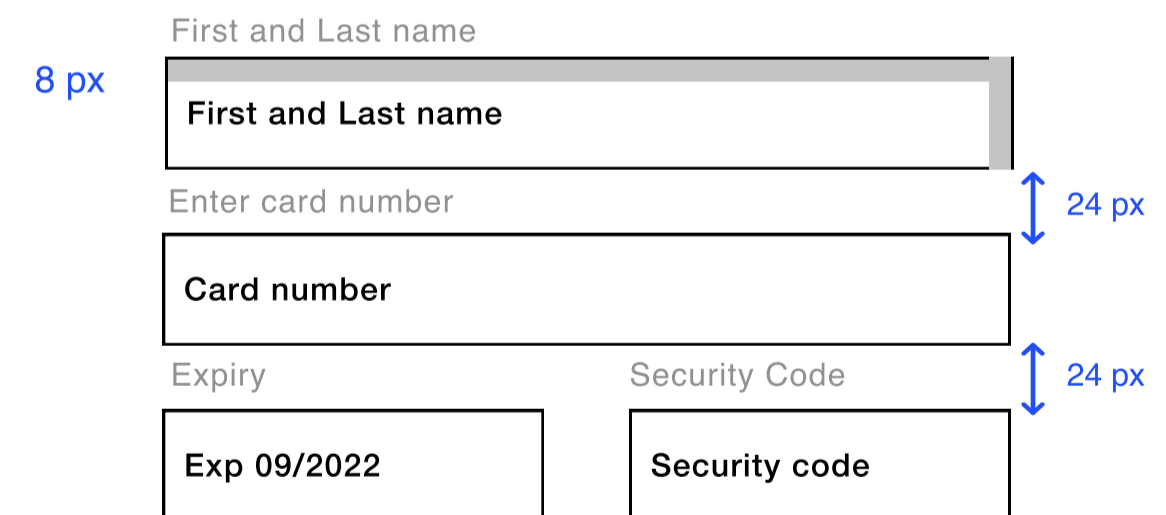 First and Last name
8 px
First and Last name
Enter card number
24 px
Card number
Expiry
Security Code
24 px
Exp 09/2022
Security code